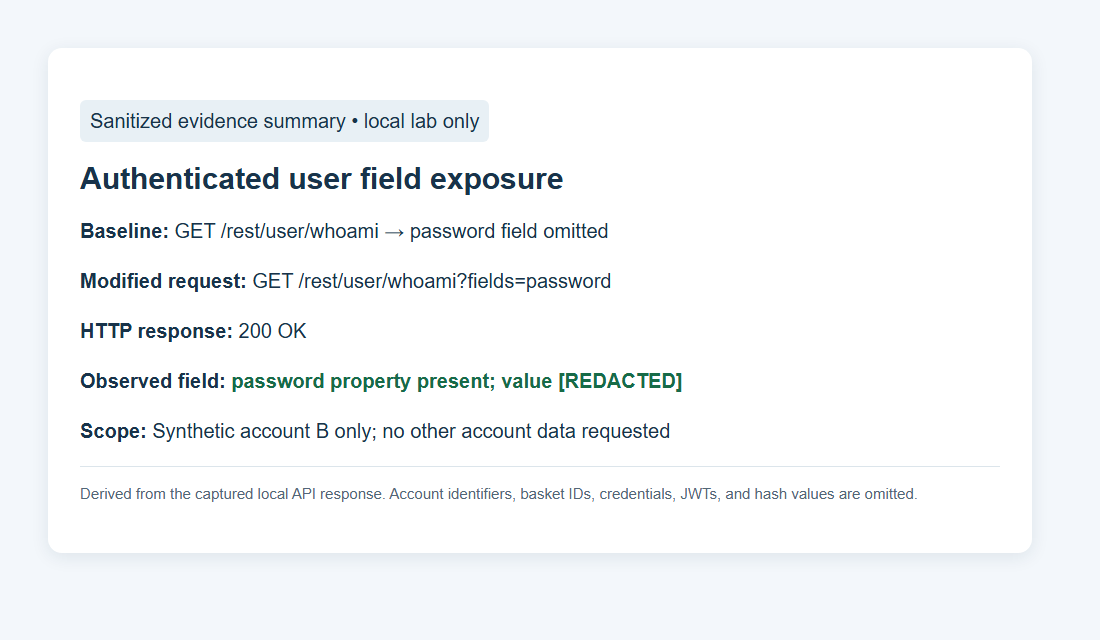 Sanitized evidence summary • local lab only
Authenticated user field exposure
Baseline: GET /rest/user/whoami → password field omitted
Modified request: GET /rest/user/whoami?fields=password
HTTP response: 200 OK
Observed field: password property present; value [REDACTED]
Scope: Synthetic account B only; no other account data requested
Derived from the captured local API response. Account identifiers, basket IDs, credentials, JWTs, and hash values are omitted.